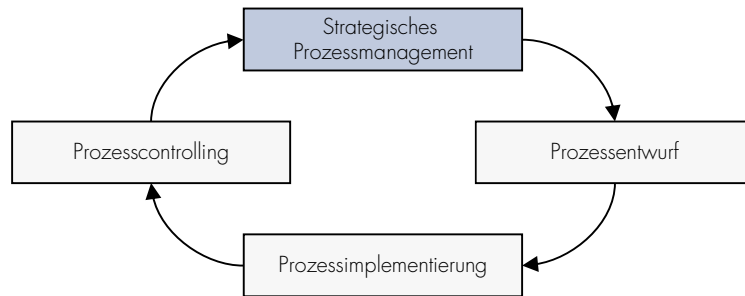 Strategisches
Prozessmanagement
Prozesscontrolling
Prozessentwurf
Prozessimplementierung